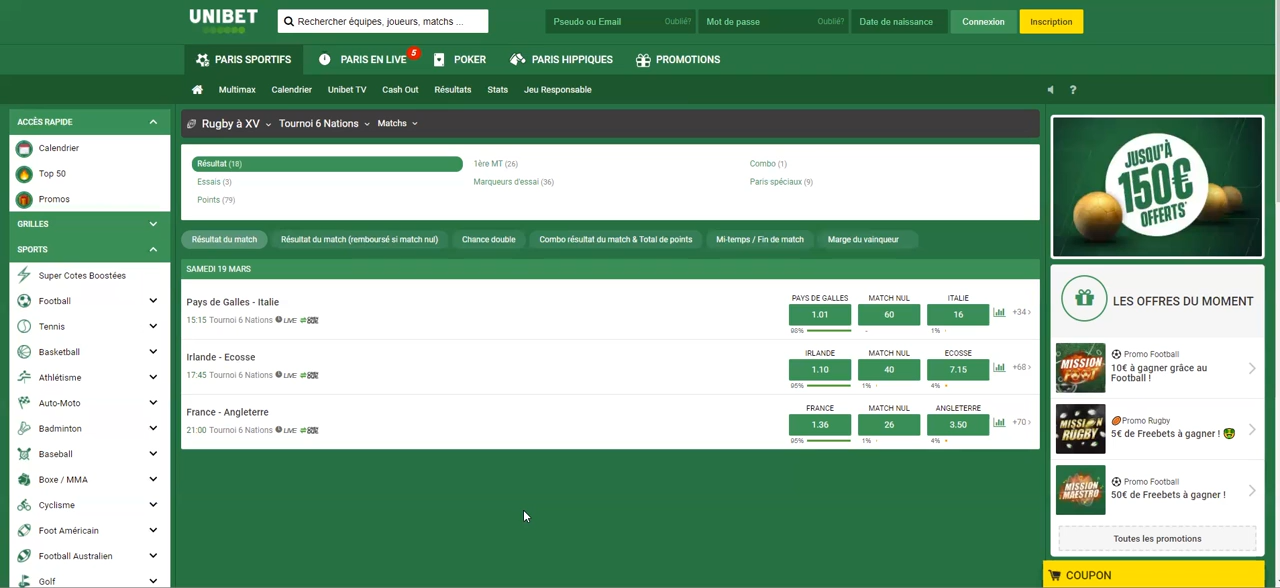 UNIBET
Rechercher équipes, joueurs, matchs ...
Pseudo ou Email Oublié?
Mot de passe Oublié?
Date de naissance
Connexion
Inscription
PARIS SPORTIFS
PARIS EN LIVE 5
POKER
PARIS HIPPIQUES
PROMOTIONS
Multimax
Calendrier
Unibet TV
Cash Out
Résultats
Stats
Jeu Responsable
?
ACCÈS RAPIDE
Calendrier
Top 50
Promos
GRILLES
SPORTS
Super Cotes Boostées
Football
Tennis
Basketball
Athlétisme
Auto-Moto
Badminton
Baseball
Boxe / MMA
Cyclisme
Foot Américain
Football Australien
Golf
Rugby à XV
Tournoi 6 Nations
Matchs
Résultat (18)
1ère MT (26)
Combo (1)
Essais (3)
Marqueurs d'essai (36)
Paris spéciaux (9)
Points (79)
Résultat du match
Résultat du match (remboursé si match nul)
Chance double
Combo résultat du match & Total de points
Mi-temps / Fin de match
Marge du vainqueur
SAMEDI 19 MARS
Pays de Galles - Italie
15:15 Tournoi 6 Nations LIVE
PAYS DE GALLES MATCH NUL ITALIE
1.01 60 16 +34
98% - 1%
Irlande - Ecosse
17:45 Tournoi 6 Nations LIVE
IRLANDE MATCH NUL ECOSSE
1.10 40 7.15 +68
95% 1% 4%
France - Angleterre
21:00 Tournoi 6 Nations LIVE
FRANCE MATCH NUL ANGLETERRE
1.36 26 3.50 +70
95% 1% 4%
JUSQU'À
150€
OFFERTS*
LES OFFRES DU MOMENT
MISSION
FOOT
Promo Football
10€ à gagner grâce au
Football !
MISSION
RUGBY
Promo Rugby
5€ de Freebets à gagner !
MISSION
MAESTRO
Promo Football
50€ de Freebets à gagner !
Toutes les promotions
COUPON